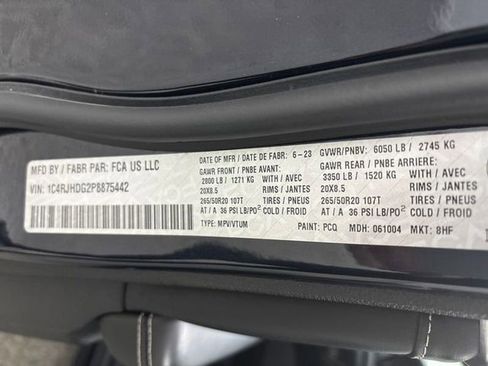 MFD BY / FABR PAR: FCA US LLC
DATE OF MFR / DATE DE FABR: 6-23
GVWR/PNBV: 6050 LB / 2745 KG
GAWR FRONT / PNBE AVANT:
GAWR REAR / PNBE ARRIERE:
2800 LB / 1271 KG WITH / AVEC
3350 LB / 1520 KG WITH / AVEC
VIN: 1C4RJHDG2P8875442
20X8.5 RIMS / JANTES
20X8.5 RIMS / JANTES
265/50R20 107T TIRES / PNEUS
265/50R20 107T TIRES / PNEUS
AT / A 36 PSI LB/PO² COLD / A FROID
AT / A 36 PSI LB/PO² COLD / A FROID
TYPE: MPV/VTUM PAINT: PCQ MDH: 061004 MKT: 8HF